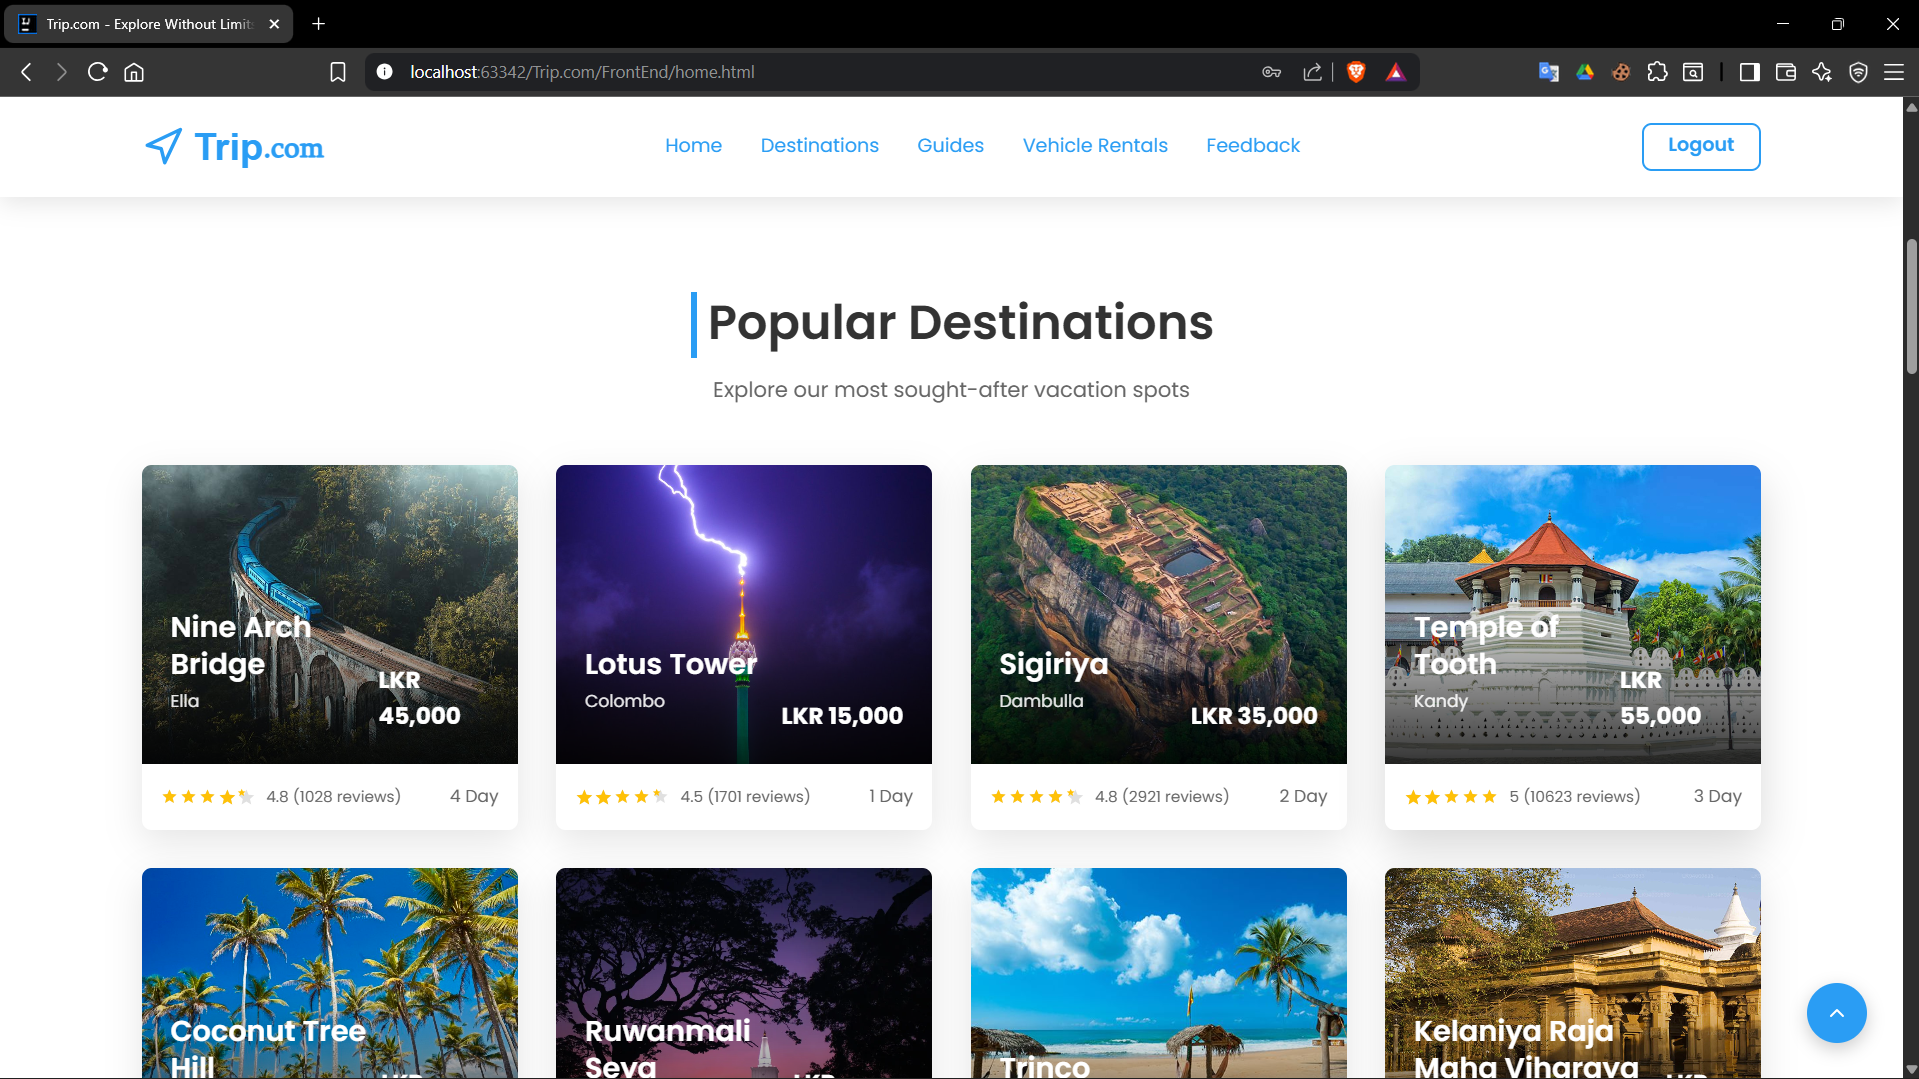 Trip.com - Explore Without Limit
localhost:63342/Trip.com/FrontEnd/home.html
Trip.com
Home
Destinations
Guides
Vehicle Rentals
Feedback
Logout
Popular Destinations
Explore our most sought-after vacation spots
Nine Arch
Bridge
Ella
LKR
45,000
4.8 (1028 reviews)
4 Day
Lotus Tower
Colombo
LKR 15,000
4.5 (1701 reviews)
1 Day
Sigiriya
Dambulla
LKR 35,000
4.8 (2921 reviews)
2 Day
Temple of
Tooth
Kandy
LKR
55,000
5 (10623 reviews)
3 Day
Coconut Tree
Hill
LKR
Ruwanmali
Seya
LKR
Trinco
Kelaniya Raja
Maha Viharaya
LKR